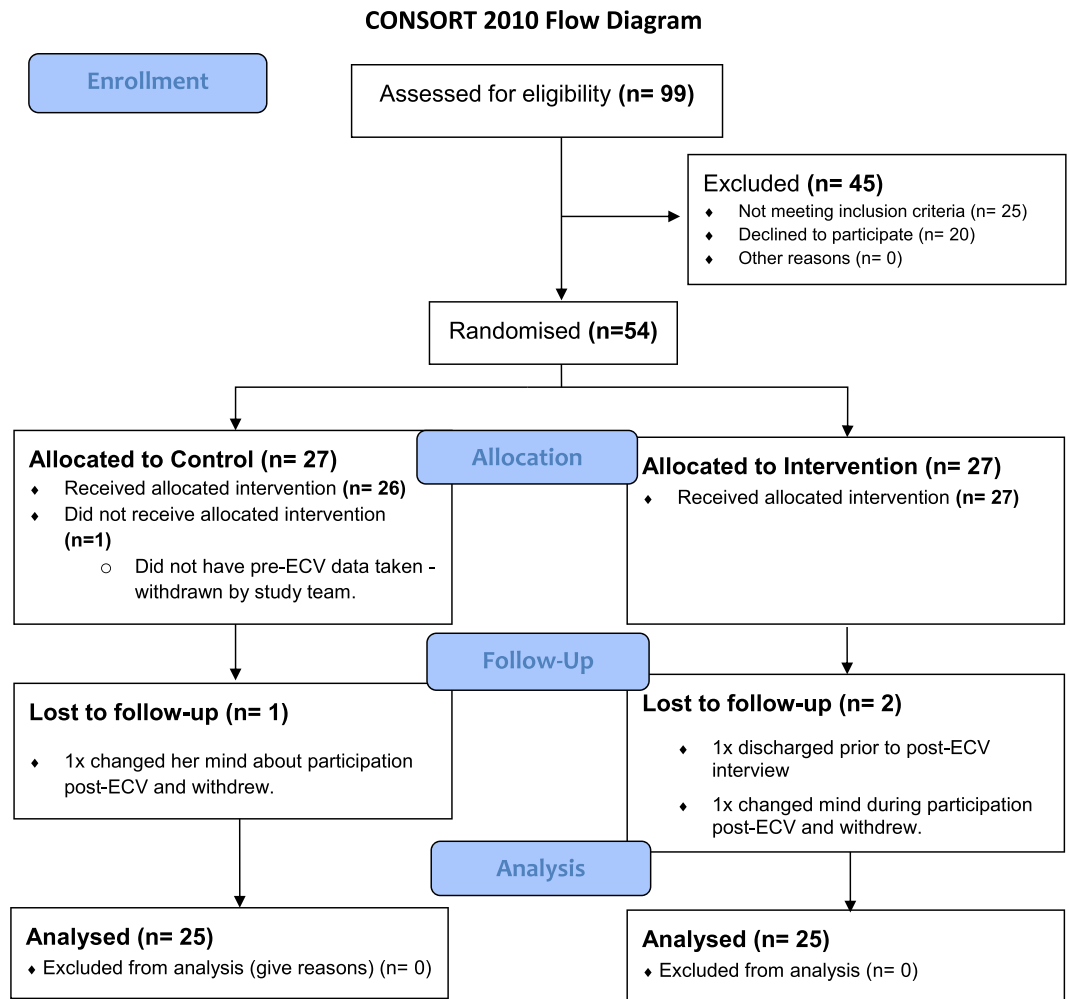 CONSORT 2010 Flow Diagram
Enrollment
Assessed for eligibility (n= 99)
Excluded (n= 45)
♦ Not meeting inclusion criteria (n= 25)
♦ Declined to participate (n= 20)
♦ Other reasons (n= 0)
Randomised (n=54)
Allocated to Control (n= 27)
♦ Received allocated intervention (n= 26)
♦ Did not receive allocated intervention
(n=1)
o Did not have pre-ECV data taken -
withdrawn by study team.
Allocation
Allocated to Intervention (n= 27)
♦ Received allocated intervention (n= 27)
Follow-Up
Lost to follow-up (n= 1)
♦ 1x changed her mind about participation
post-ECV and withdrew.
Lost to follow-up (n= 2)
♦ 1x discharged prior to post-ECV
interview
♦ 1x changed mind during participation
post-ECV and withdrew.
Analysis
Analysed (n= 25)
♦ Excluded from analysis (give reasons) (n= 0)
Analysed (n= 25)
♦ Excluded from analysis (n= 0)